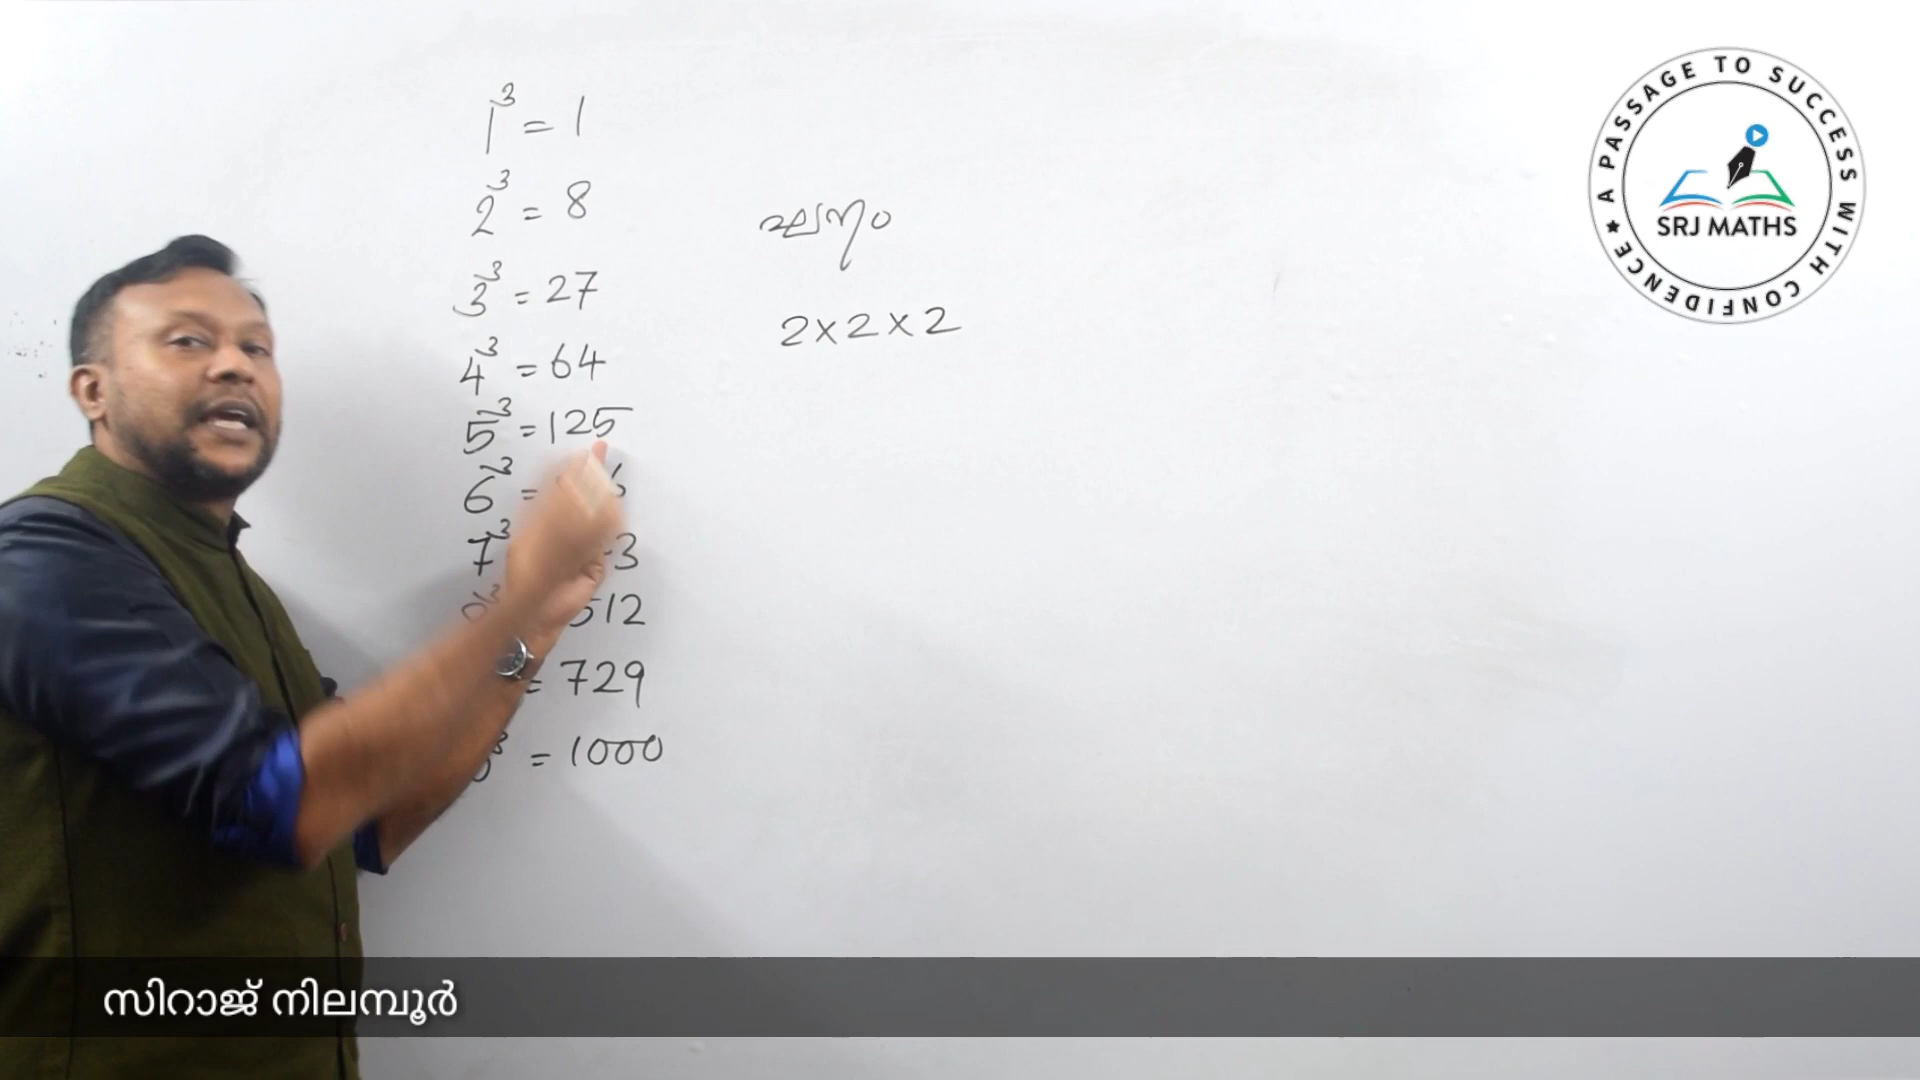 1³ = 1
2³ = 8
3³ = 27
4³ = 64
5³ = 125
6³ =
7³ 3
512
= 729
= 1000
ഘനം
2×2×2
A PASSAGE TO SUCCESS WITH CONFIDENCE
SRJ MATHS
സിറാജ് നിലമ്പൂർ